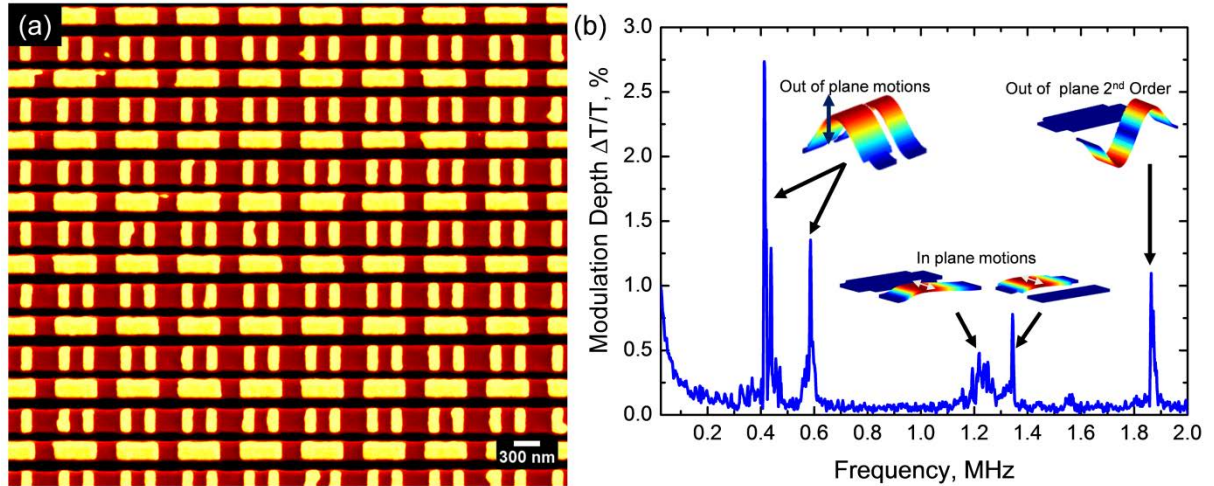 (a)
300 nm
(b)
Modulation Depth ΔT/T, %
3.0
2.5
2.0
1.5
1.0
0.5
0.0
Out of plane motions
Out of plane 2nd Order
In plane motions
0.2 0.4 0.6 0.8 1.0 1.2 1.4 1.6 1.8 2.0
Frequency, MHz